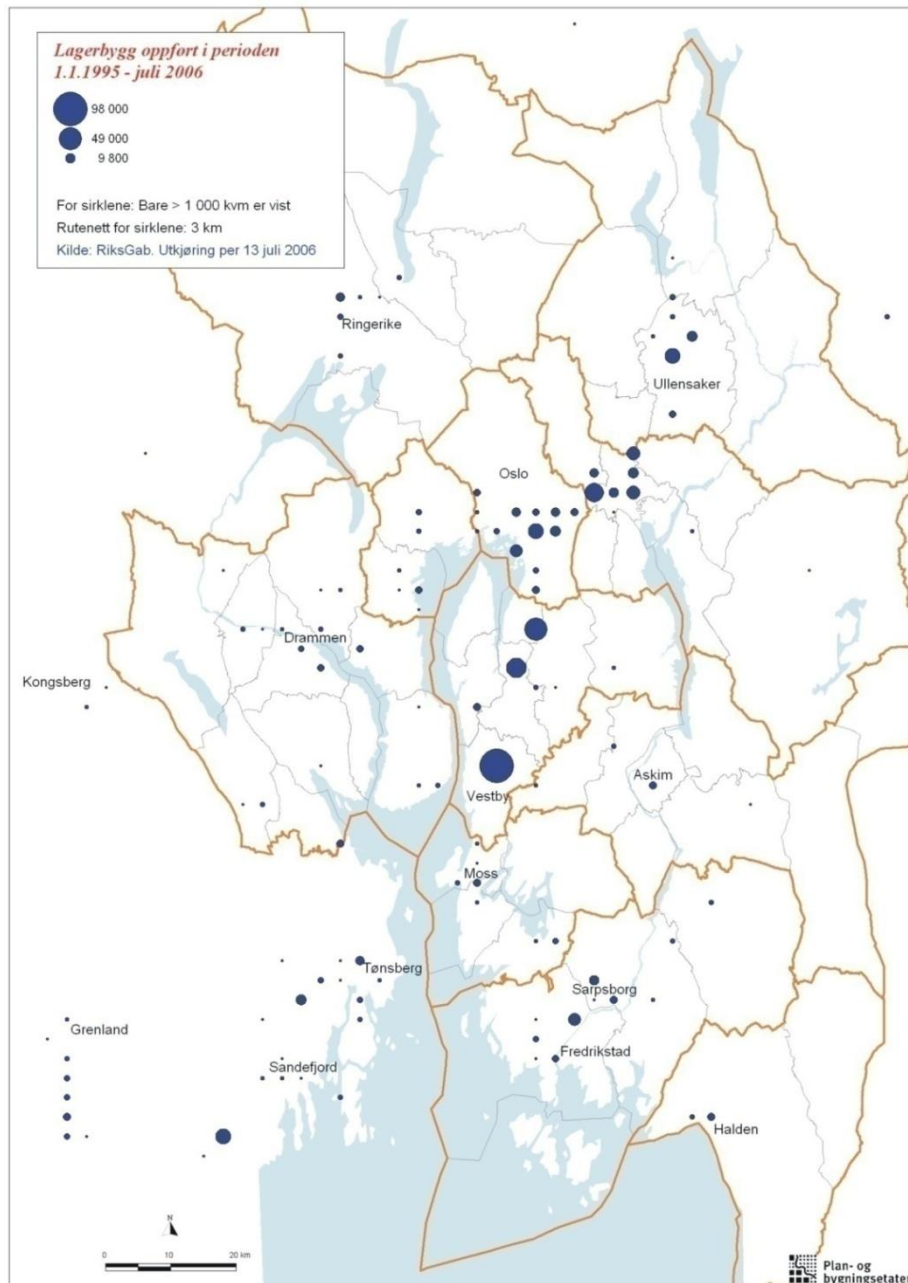 Lagerbygg oppført i perioden
1.1.1995 - juli 2006
98 000
49 000
9 800
For sirklene: Bare > 1 000 kvm er vist
Rutenett for sirklene: 3 km
Kilde: RiksGab. Utkjøring per 13 juli 2006
Ringerike
Ullensaker
Oslo
Drammen
Kongsberg
Askim
Vestby
Moss
Tønsberg
Sarpsborg
Grenland
Fredrikstad
Sandefjord
Halden
N
0 10 20 km
Plan- og
bygningsetaten